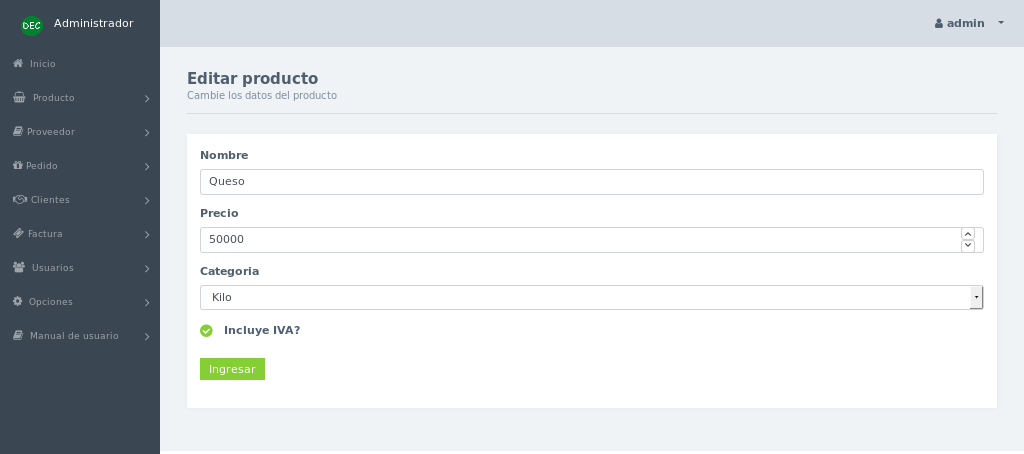 DEC Administrador
admin
Inicio
Producto
Proveedor
Pedido
Clientes
Factura
Usuarios
Opciones
Manual de usuario
Editar producto
Cambie los datos del producto
Nombre
Queso
Precio
50000
Categoria
Kilo
Incluye IVA?
Ingresar